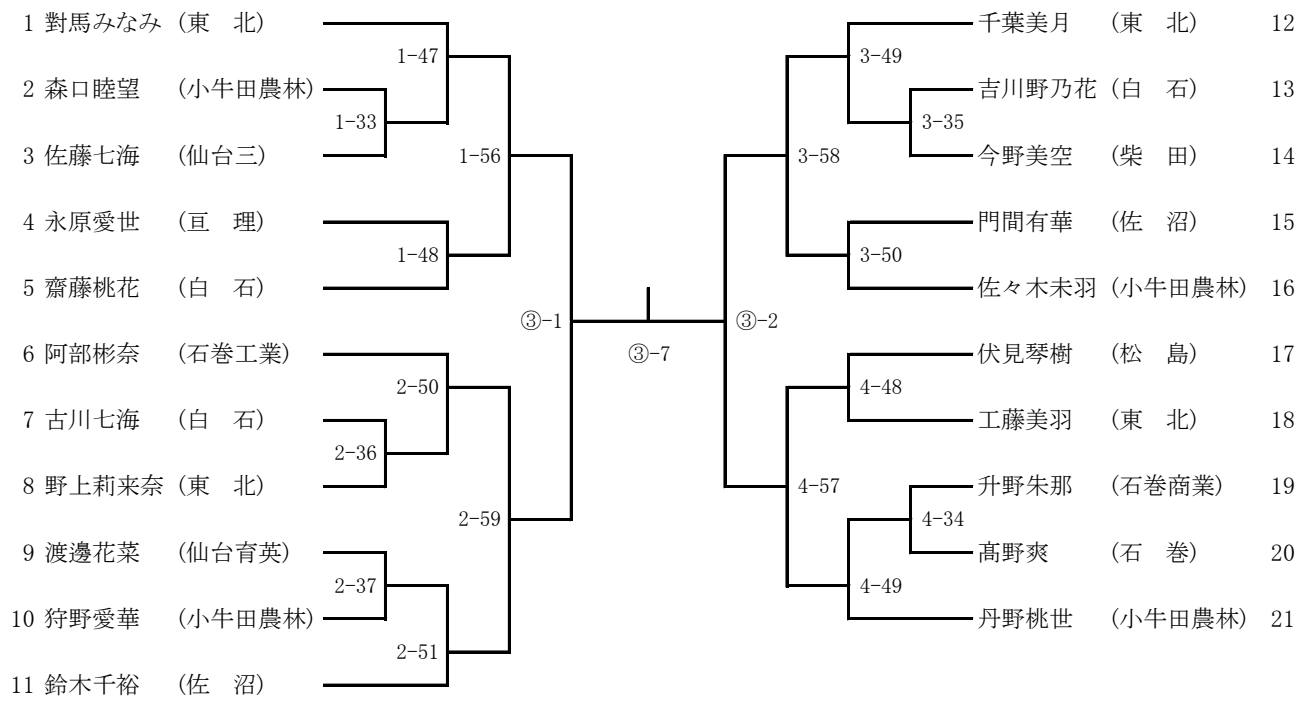 1 對馬みなみ (東　北)
1-47
2 森口睦望 (小牛田農林)
1-33
3 佐藤七海 (仙台三)
1-56
4 永原愛世 (亘　理)
1-48
5 齋藤桃花 (白　石)
③-1
6 阿部彬奈 (石巻工業)
2-50
7 古川七海 (白　石)
2-36
8 野上莉来奈 (東　北)
2-59
9 渡邊花菜 (仙台育英)
2-37
10 狩野愛華 (小牛田農林)
2-51
11 鈴木千裕 (佐　沼)
③-7
千葉美月 (東　北) 12
3-49
吉川野乃花 (白　石) 13
3-35
今野美空 (柴　田) 14
3-58
門間有華 (佐　沼) 15
3-50
佐々木未羽 (小牛田農林) 16
③-2
伏見琴樹 (松　島) 17
4-48
工藤美羽 (東　北) 18
4-57
升野朱那 (石巻商業) 19
4-34
髙野爽 (石　巻) 20
4-49
丹野桃世 (小牛田農林) 21